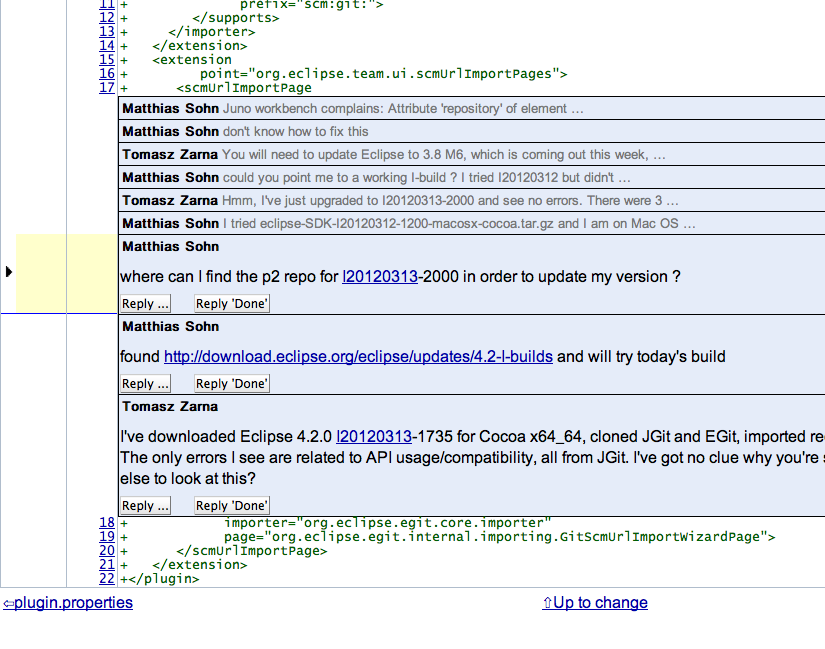 11 + prefix="scm:git:">
12 + </supports>
13 + </importer>
14 + </extension>
15 + <extension
16 + point="org.eclipse.team.ui.scmUrlImportPages">
17 + <scmUrlImportPage
Matthias Sohn Juno workbench complains: Attribute 'repository' of element ...
Matthias Sohn don't know how to fix this
Tomasz Zarna You will need to update Eclipse to 3.8 M6, which is coming out this week, ...
Matthias Sohn could you point me to a working I-build ? I tried I20120312 but didn't ...
Tomasz Zarna Hmm, I've just upgraded to I20120313-2000 and see no errors. There were 3 ...
Matthias Sohn I tried eclipse-SDK-I20120312-1200-macosx-cocoa.tar.gz and I am on Mac OS ...
Matthias Sohn
where can I find the p2 repo for I20120313-2000 in order to update my version ?
Reply ... Reply 'Done'
Matthias Sohn
found http://download.eclipse.org/eclipse/updates/4.2-I-builds and will try today's build
Reply ... Reply 'Done'
Tomasz Zarna
I've downloaded Eclipse 4.2.0 I20120313-1735 for Cocoa x64_64, cloned JGit and EGit, imported re
The only errors I see are related to API usage/compatibility, all from JGit. I've got no clue why you're s
else to look at this?
Reply ... Reply 'Done'
18 + importer="org.eclipse.egit.core.importer"
19 + page="org.eclipse.egit.internal.importing.GitScmUrlImportWizardPage">
20 + </scmUrlImportPage>
21 + </extension>
22 +</plugin>
⇦plugin.properties ⇧Up to change